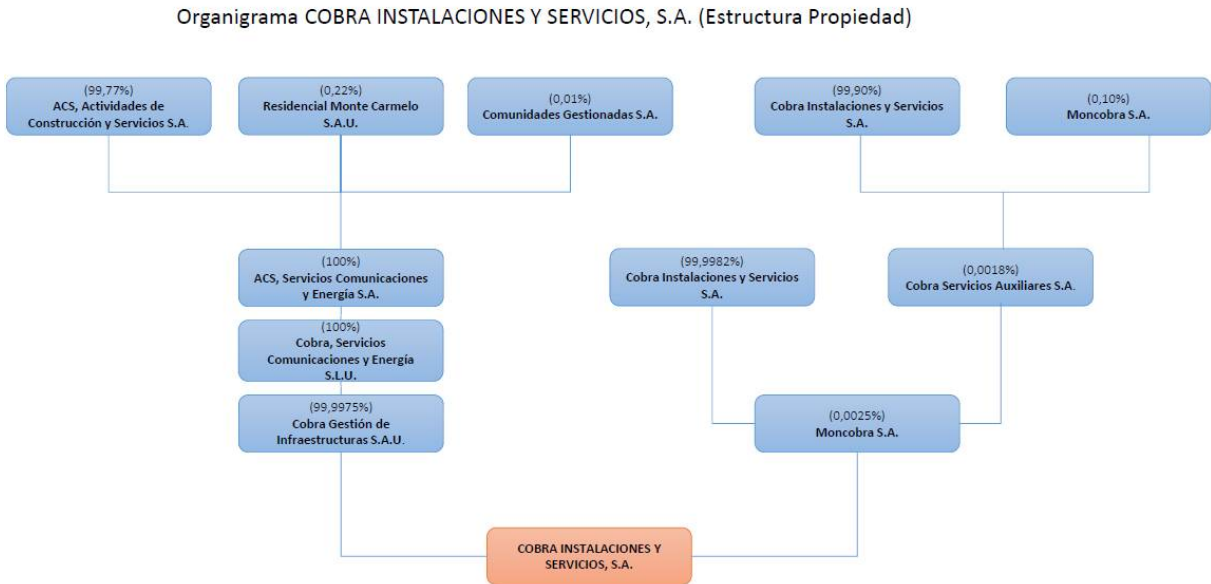 Organigrama COBRA INSTALACIONES Y SERVICIOS, S.A. (Estructura Propiedad)
(99,77%)
ACS, Actividades de
Construcción y Servicios S.A.
(0,22%)
Residencial Monte Carmelo
S.A.U.
(0,01%)
Comunidades Gestionadas S.A.
(99,90%)
Cobra Instalaciones y Servicios
S.A.
(0,10%)
Moncobra S.A.
(100%)
ACS, Servicios Comunicaciones
y Energía S.A.
(99,9982%)
Cobra Instalaciones y Servicios
S.A.
(0,0018%)
Cobra Servicios Auxiliares S.A.
(100%)
Cobra, Servicios
Comunicaciones y Energía
S.L.U.
(99,9975%)
Cobra Gestión de
Infraestructuras S.A.U.
(0,0025%)
Moncobra S.A.
COBRA INSTALACIONES Y
SERVICIOS, S.A.